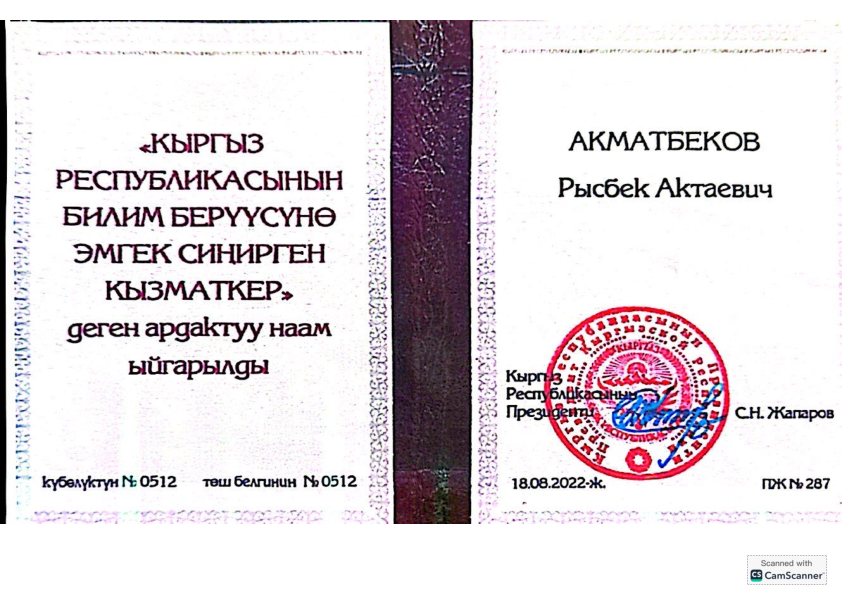 «КЫРГЫЗ
РЕСПУБЛИКАСЫНЫН
БИЛИМ БЕРҮҮСҮНӨ
ЭМГЕК СИҢИРГЕН
КЫЗМАТКЕР»
деген ардактуу наам
ыйгарылды
күбөлүктүн № 0512 төш белгинин № 0512
АКМАТБЕКОВ
Рысбек Актаевич
Кыргыз
Республикасынын
Президенти
С.Н. Жапаров
18.08.2022-ж. ПЖ № 287
Scanned with
CS CamScanner